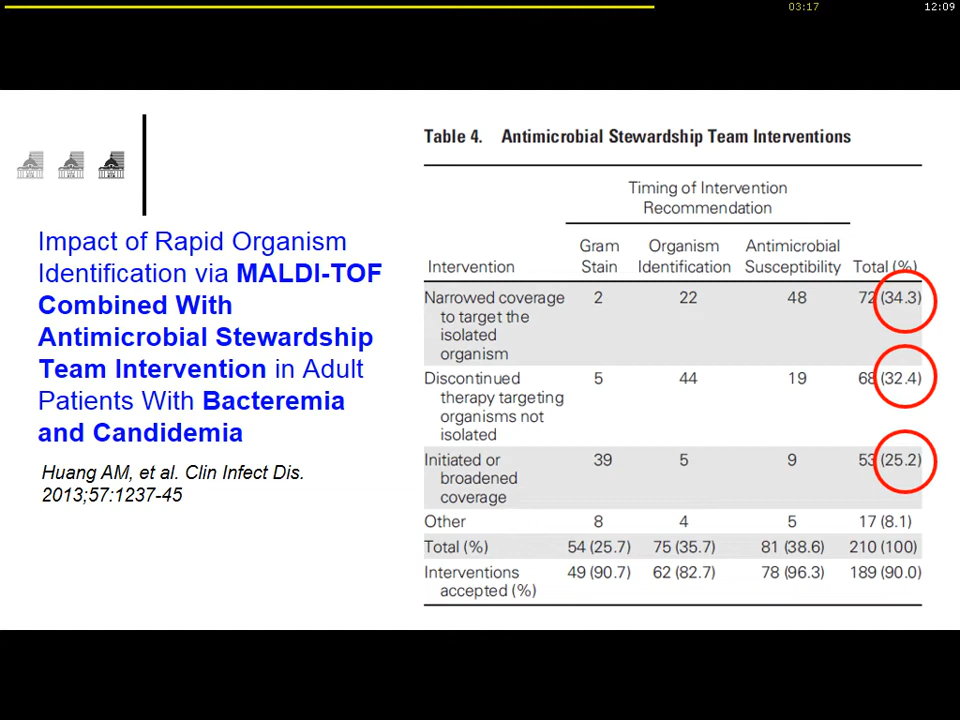 03:17
12:09
Impact of Rapid Organism
Identification via MALDI-TOF
Combined With
Antimicrobial Stewardship
Team Intervention in Adult
Patients With Bacteremia
and Candidemia
Huang AM, et al. Clin Infect Dis.
2013;57:1237-45
Table 4. Antimicrobial Stewardship Team Interventions
Timing of Intervention
Recommendation
Gram Organism Antimicrobial
Intervention Stain Identification Susceptibility Total (%)
Narrowed coverage 2 22 48 72 (34.3)
to target the
isolated
organism
Discontinued 5 44 19 68 (32.4)
therapy targeting
organisms not
isolated
Initiated or 39 5 9 53 (25.2)
broadened
coverage
Other 8 4 5 17 (8.1)
Total (%) 54 (25.7) 75 (35.7) 81 (38.6) 210 (100)
Interventions 49 (90.7) 62 (82.7) 78 (96.3) 189 (90.0)
accepted (%)